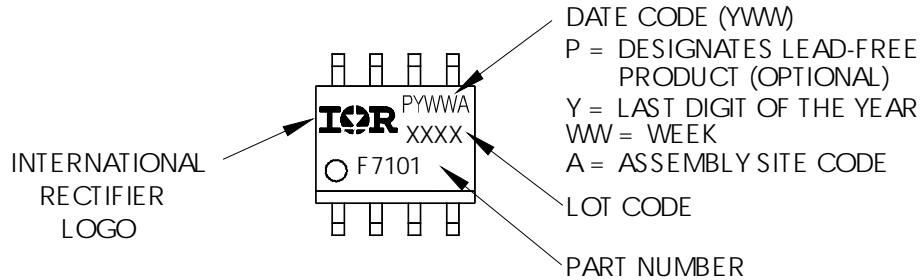 DATE CODE (YWW)
P = DESIGNATES LEAD-FREE
PRODUCT (OPTIONAL)
Y = LAST DIGIT OF THE YEAR
WW = WEEK
A = ASSEMBLY SITE CODE
LOT CODE
PART NUMBER
INTERNATIONAL
RECTIFIER
LOGO
IOR PYWWA
XXXX
F7101